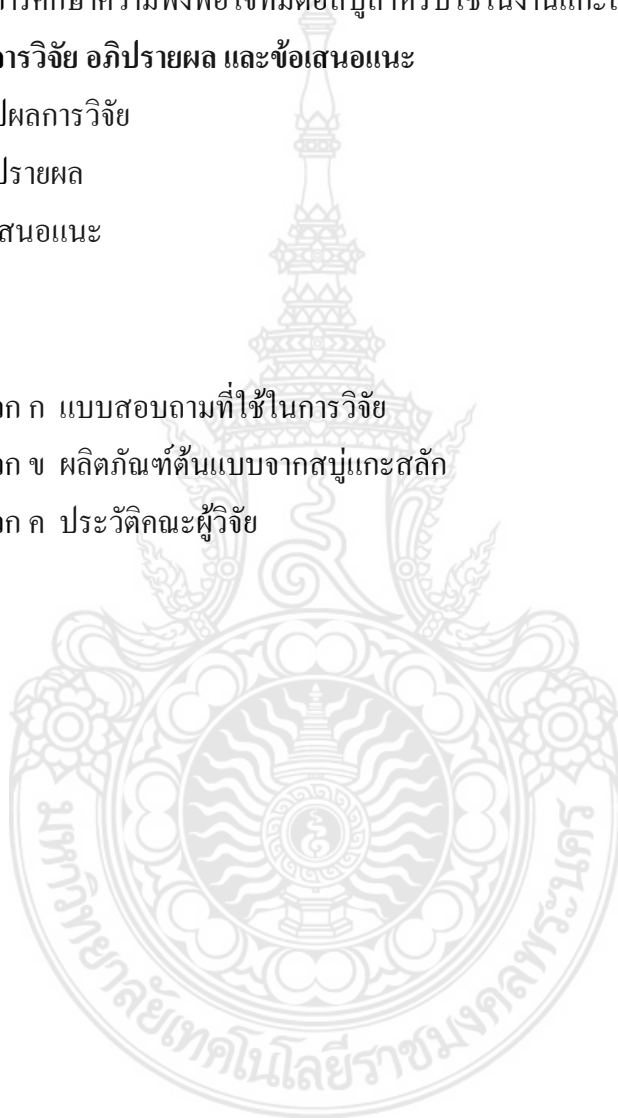 การศึกษาความพึงพอใจที่มีต่อสบู่สำหรับใช้ในงานแกะ
การวิจัย อภิปรายผล และข้อเสนอแนะ
ปผลการวิจัย
ปรายผล
สนอแนะ
วก ก แบบสอบถามที่ใช้ในการวิจัย
วก ข ผลิตภัณฑ์ต้นแบบจากสบู่แกะสลัก
วก ค ประวัติคณะผู้วิจัย
มหาวิทยาลัยเทคโนโลยีราชมงคลพระนคร